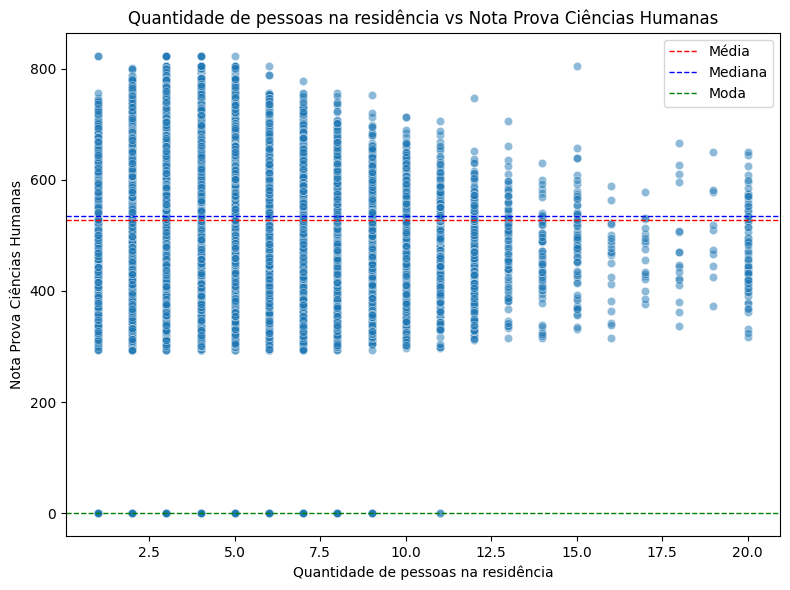 Quantidade de pessoas na residência vs Nota Prova Ciências Humanas
Média
Mediana
Moda
Nota Prova Ciências Humanas
800
600
400
200
0
2.5 5.0 7.5 10.0 12.5 15.0 17.5 20.0
Quantidade de pessoas na residência